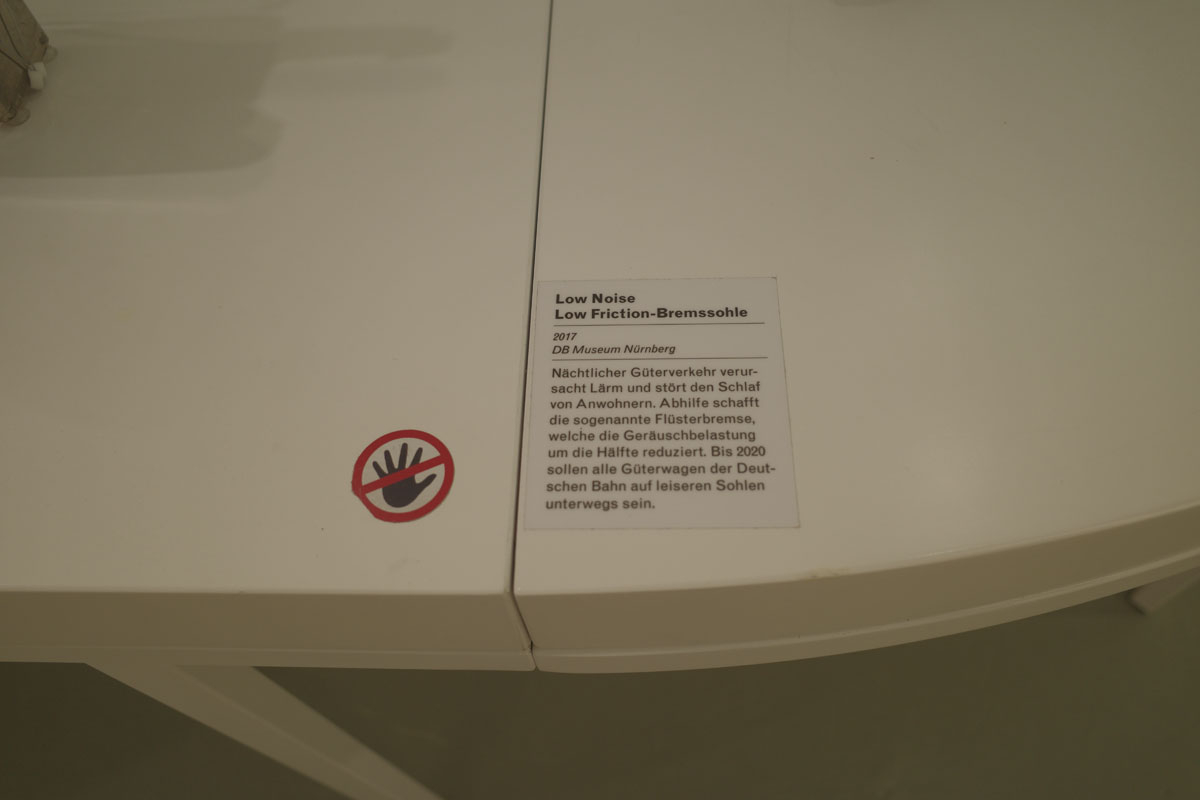 Low Noise
Low Friction-Bremssohle
2017
DB Museum Nürnberg
Nächtlicher Güterverkehr verur-
sacht Lärm und stört den Schlaf
von Anwohnern. Abhilfe schafft
die sogenannte Flüsterbremse,
welche die Geräuschbelastung
um die Hälfte reduziert. Bis 2020
sollen alle Güterwagen der Deut-
schen Bahn auf leiseren Sohlen
unterwegs sein.